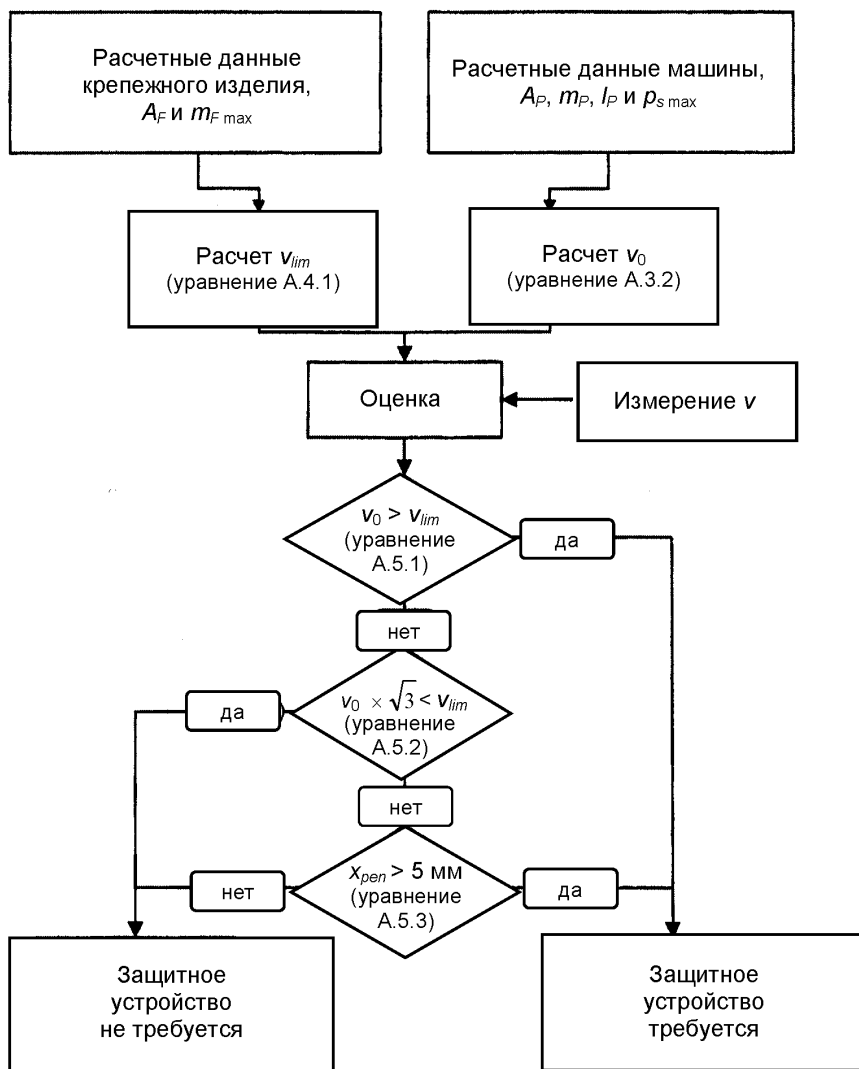 Расчетные данные
крепежного изделия,
A_F и m_F max
Расчетные данные машины,
A_P, m_P, l_P и p_s max
Расчет v_lim
(уравнение А.4.1)
Расчет v_0
(уравнение А.3.2)
Оценка
Измерение v
v_0 > v_lim
(уравнение
А.5.1)
да
нет
v_0 × √3 < v_lim
(уравнение
А.5.2)
да
нет
x_pen > 5 мм
(уравнение
А.5.3)
нет
да
Защитное
устройство
не требуется
Защитное
устройство
требуется